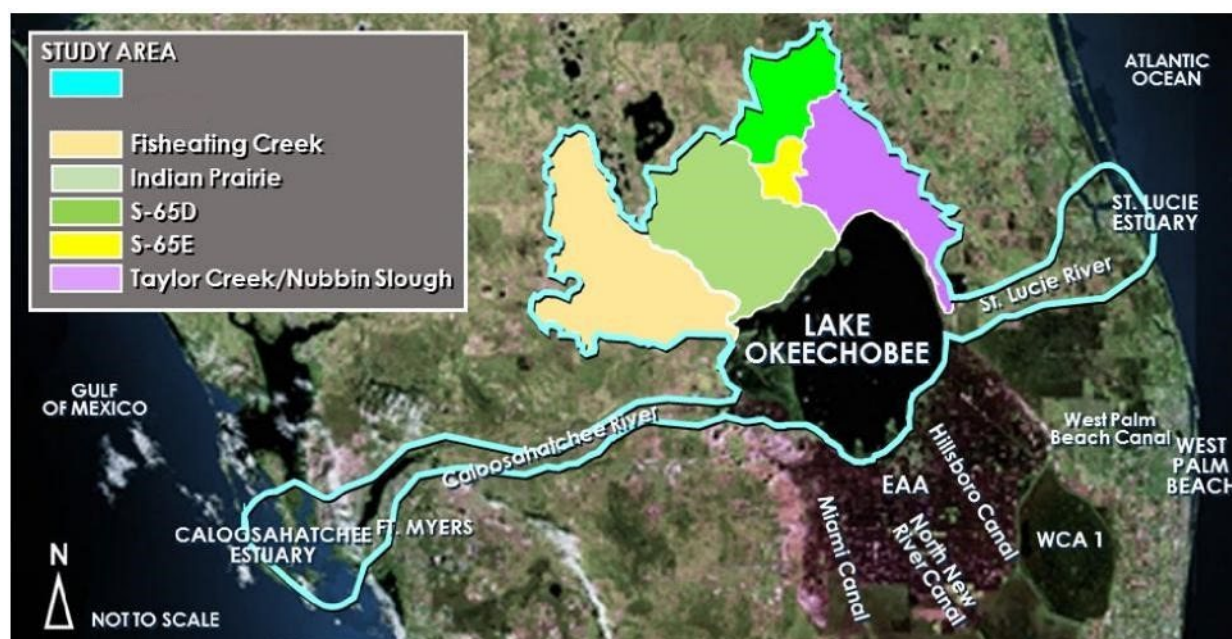 STUDY AREA
Fisheating Creek
Indian Prairie
S-65D
S-65E
Taylor Creek/Nubbin Slough
ATLANTIC
OCEAN
ST. LUCIE
ESTUARY
St. Lucie River
LAKE
OKEECHOBEE
GULF
OF MEXICO
Caloosahatchee River
West Palm
Beach Canal
WEST
PALM
BEACH
Hillsboro Canal
EAA
Miami Canal
North New
River Canal
WCA 1
CALOOSAHATCHEE
ESTUARY
FT. MYERS
N
NOT TO SCALE